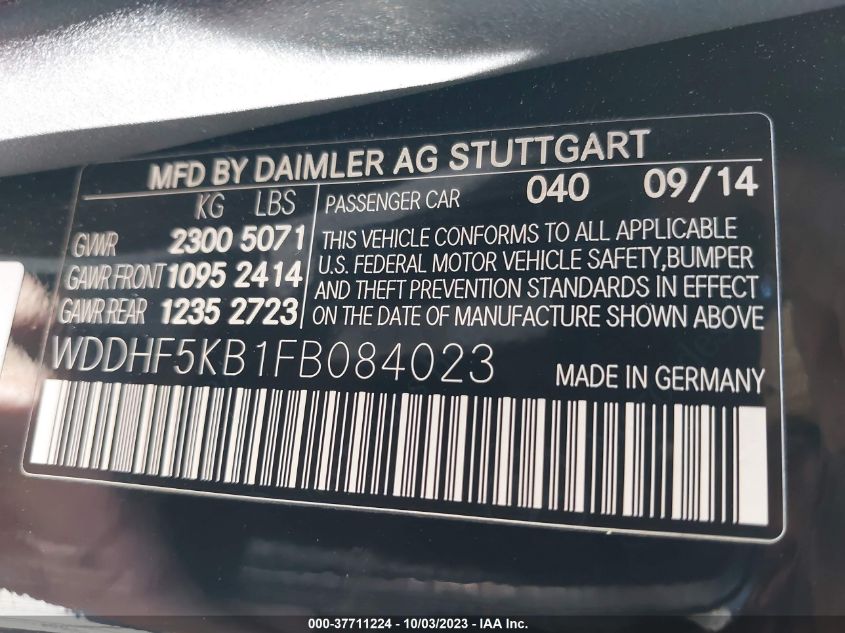 MFD BY DAIMLER AG STUTTGART
KG LBS
GVWR 2300 5071
GAWR FRONT 1095 2414
GAWR REAR 1235 2723
PASSENGER CAR 040 09/14
THIS VEHICLE CONFORMS TO ALL APPLICABLE
U.S. FEDERAL MOTOR VEHICLE SAFETY,BUMPER
AND THEFT PREVENTION STANDARDS IN EFFECT
ON THE DATE OF MANUFACTURE SHOWN ABOVE
WDDHF5KB1FB084023
MADE IN GERMANY
000-37711224 - 10/03/2023 - IAA Inc.